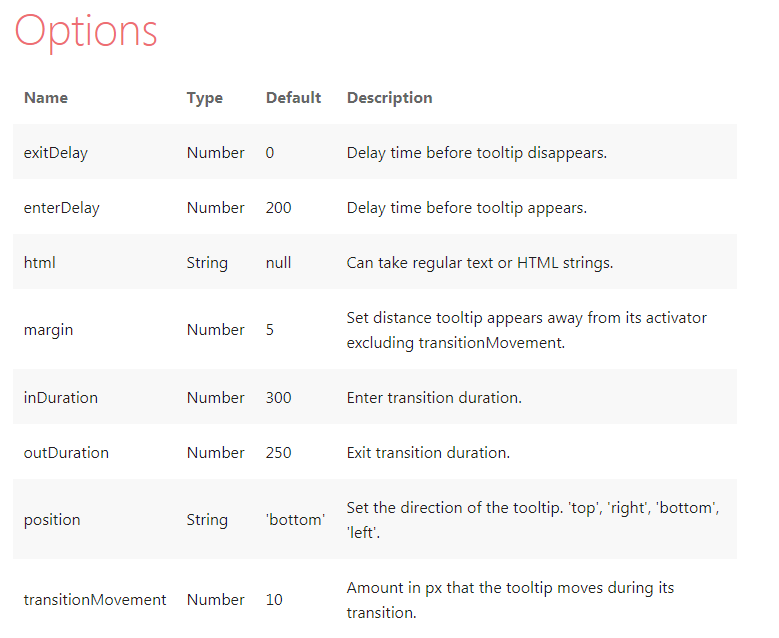 Options
Name Type Default Description
exitDelay Number 0 Delay time before tooltip disappears.
enterDelay Number 200 Delay time before tooltip appears.
html String null Can take regular text or HTML strings.
margin Number 5 Set distance tooltip appears away from its activator
excluding transitionMovement.
inDuration Number 300 Enter transition duration.
outDuration Number 250 Exit transition duration.
position String 'bottom' Set the direction of the tooltip. 'top', 'right', 'bottom',
'left'.
transitionMovement Number 10 Amount in px that the tooltip moves during its
transition.